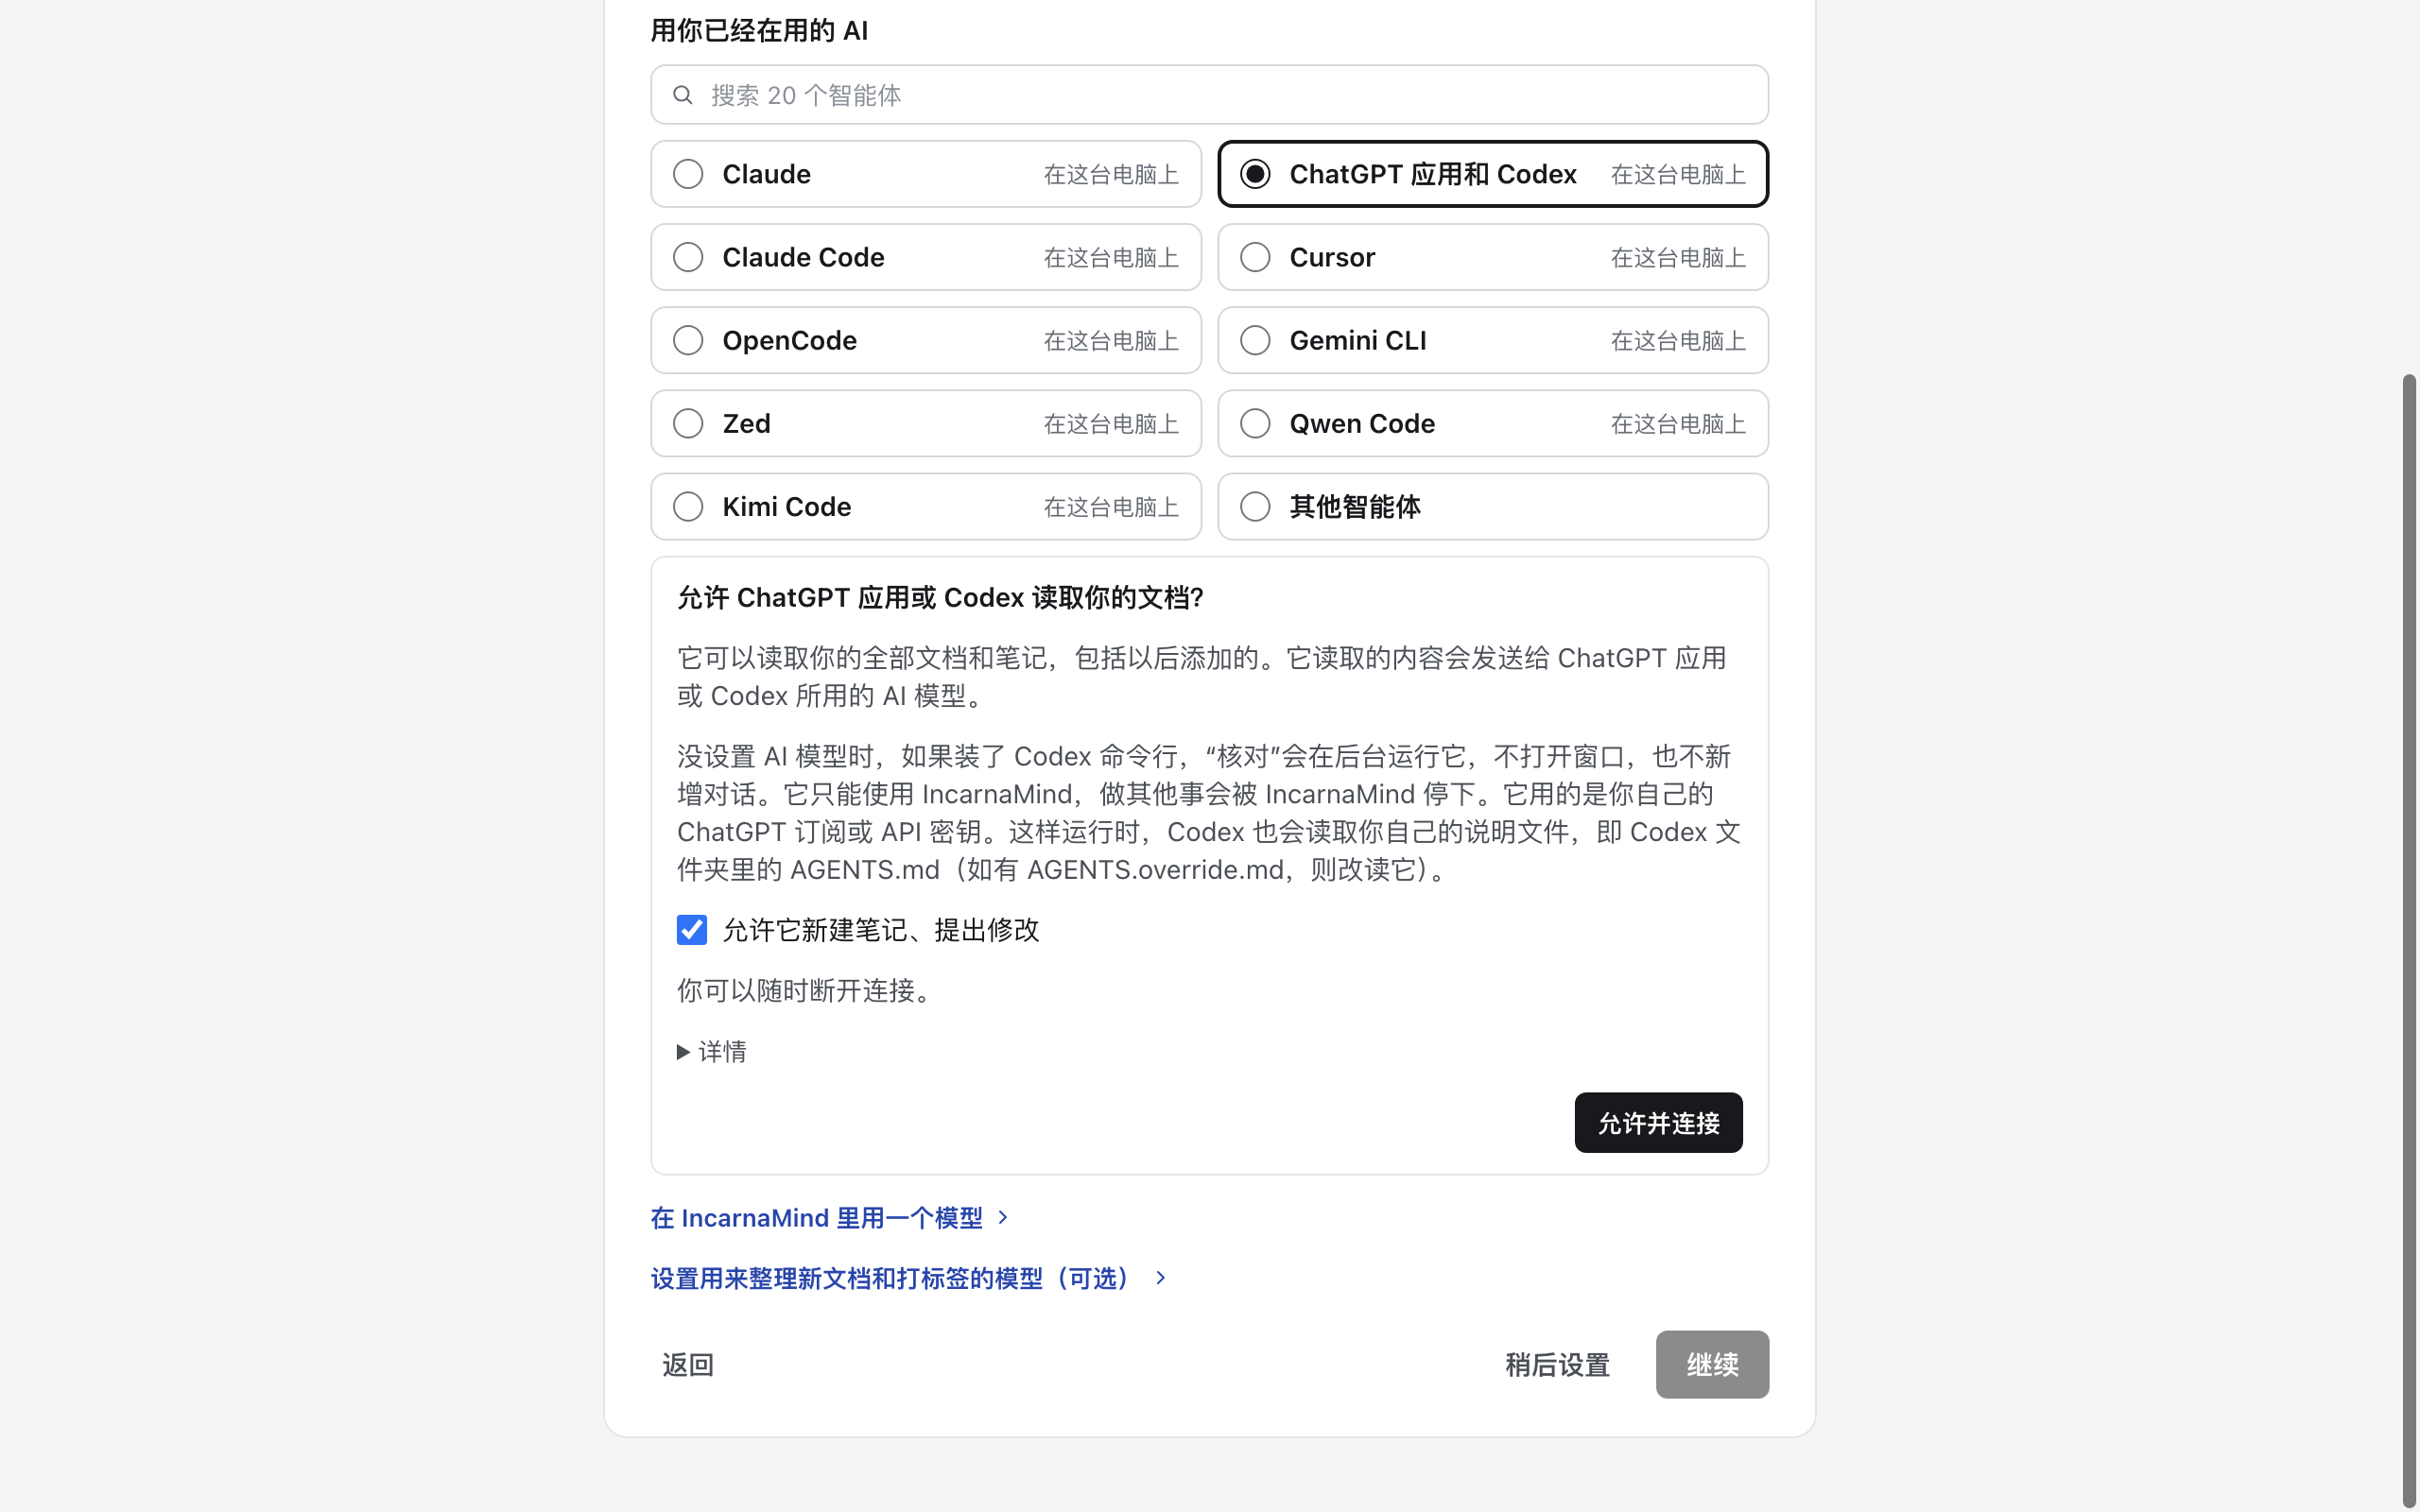 用你已经在用的 AI
搜索 20 个智能体
Claude 在这台电脑上
ChatGPT 应用和 Codex 在这台电脑上
Claude Code 在这台电脑上
Cursor 在这台电脑上
OpenCode 在这台电脑上
Gemini CLI 在这台电脑上
Zed 在这台电脑上
Qwen Code 在这台电脑上
Kimi Code 在这台电脑上
其他智能体
允许 ChatGPT 应用或 Codex 读取你的文档?
它可以读取你的全部文档和笔记，包括以后添加的。它读取的内容会发送给 ChatGPT 应用
或 Codex 所用的 AI 模型。
没设置 AI 模型时，如果装了 Codex 命令行，“核对”会在后台运行它，不打开窗口，也不新
增对话。它只能使用 IncarnaMind，做其他事会被 IncarnaMind 停下。它用的是你自己的
ChatGPT 订阅或 API 密钥。这样运行时，Codex 也会读取你自己的说明文件，即 Codex 文
件夹里的 AGENTS.md（如有 AGENTS.override.md，则改读它）。
允许它新建笔记、提出修改
你可以随时断开连接。
详情
允许并连接
在 IncarnaMind 里用一个模型
设置用来整理新文档和打标签的模型（可选）
返回
稍后设置
继续